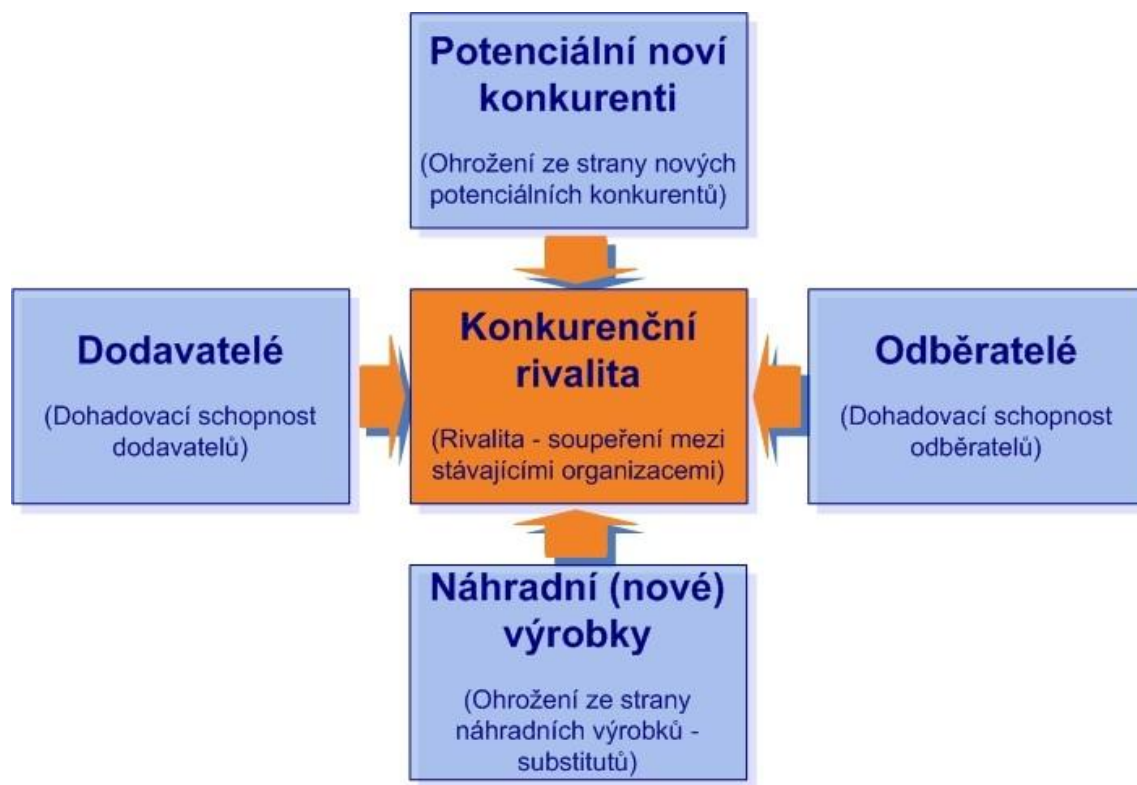 Potenciální noví
konkurenti
(Ohrožení ze strany nových
potenciálních konkurentů)
Dodavatelé
(Dohadovací schopnost
dodavatelů)
Konkurenční
rivalita
(Rivalita - soupeření mezi
stávajícími organizacemi)
Odběratelé
(Dohadovací schopnost
odběratelů)
Náhradní (nové)
výrobky
(Ohrožení ze strany
náhradních výrobků -
substitutů)